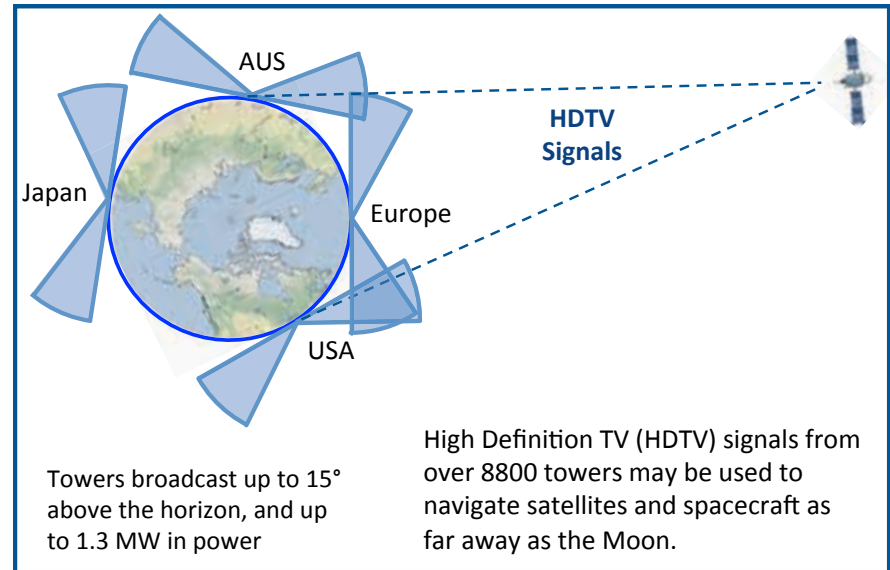 AUS
HDTV
Signals
Japan
Europe
USA
Towers broadcast up to 15°
above the horizon, and up
to 1.3 MW in power
High Definition TV (HDTV) signals from
over 8800 towers may be used to
navigate satellites and spacecraft as
far away as the Moon.